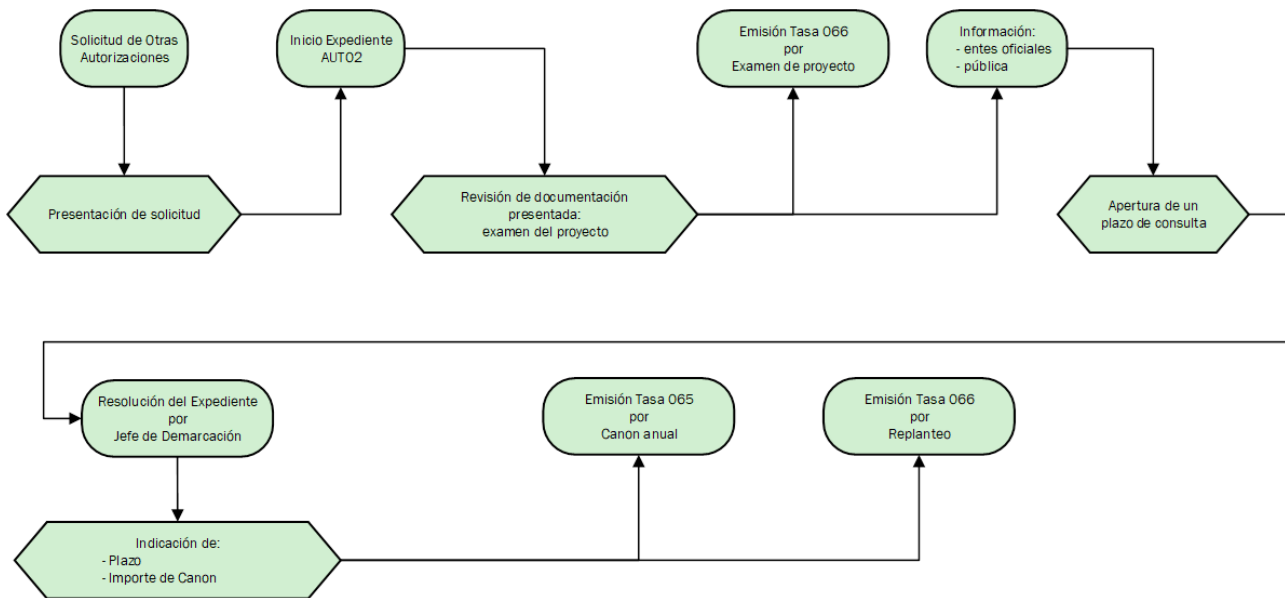 Solicitud de Otras
Autorizaciones
Inicio Expediente
AUT02
Emisión Tasa 066
por
Examen de proyecto
Información:
- entes oficiales
- pública
Presentación de solicitud
Revisión de documentación
presentada:
examen del proyecto
Apertura de un
plazo de consulta
Resolución del Expediente
por
Jefe de Demarcación
Emisión Tasa 065
por
Canon anual
Emisión Tasa 066
por
Replanteo
Indicación de:
- Plazo
- Importe de Canon